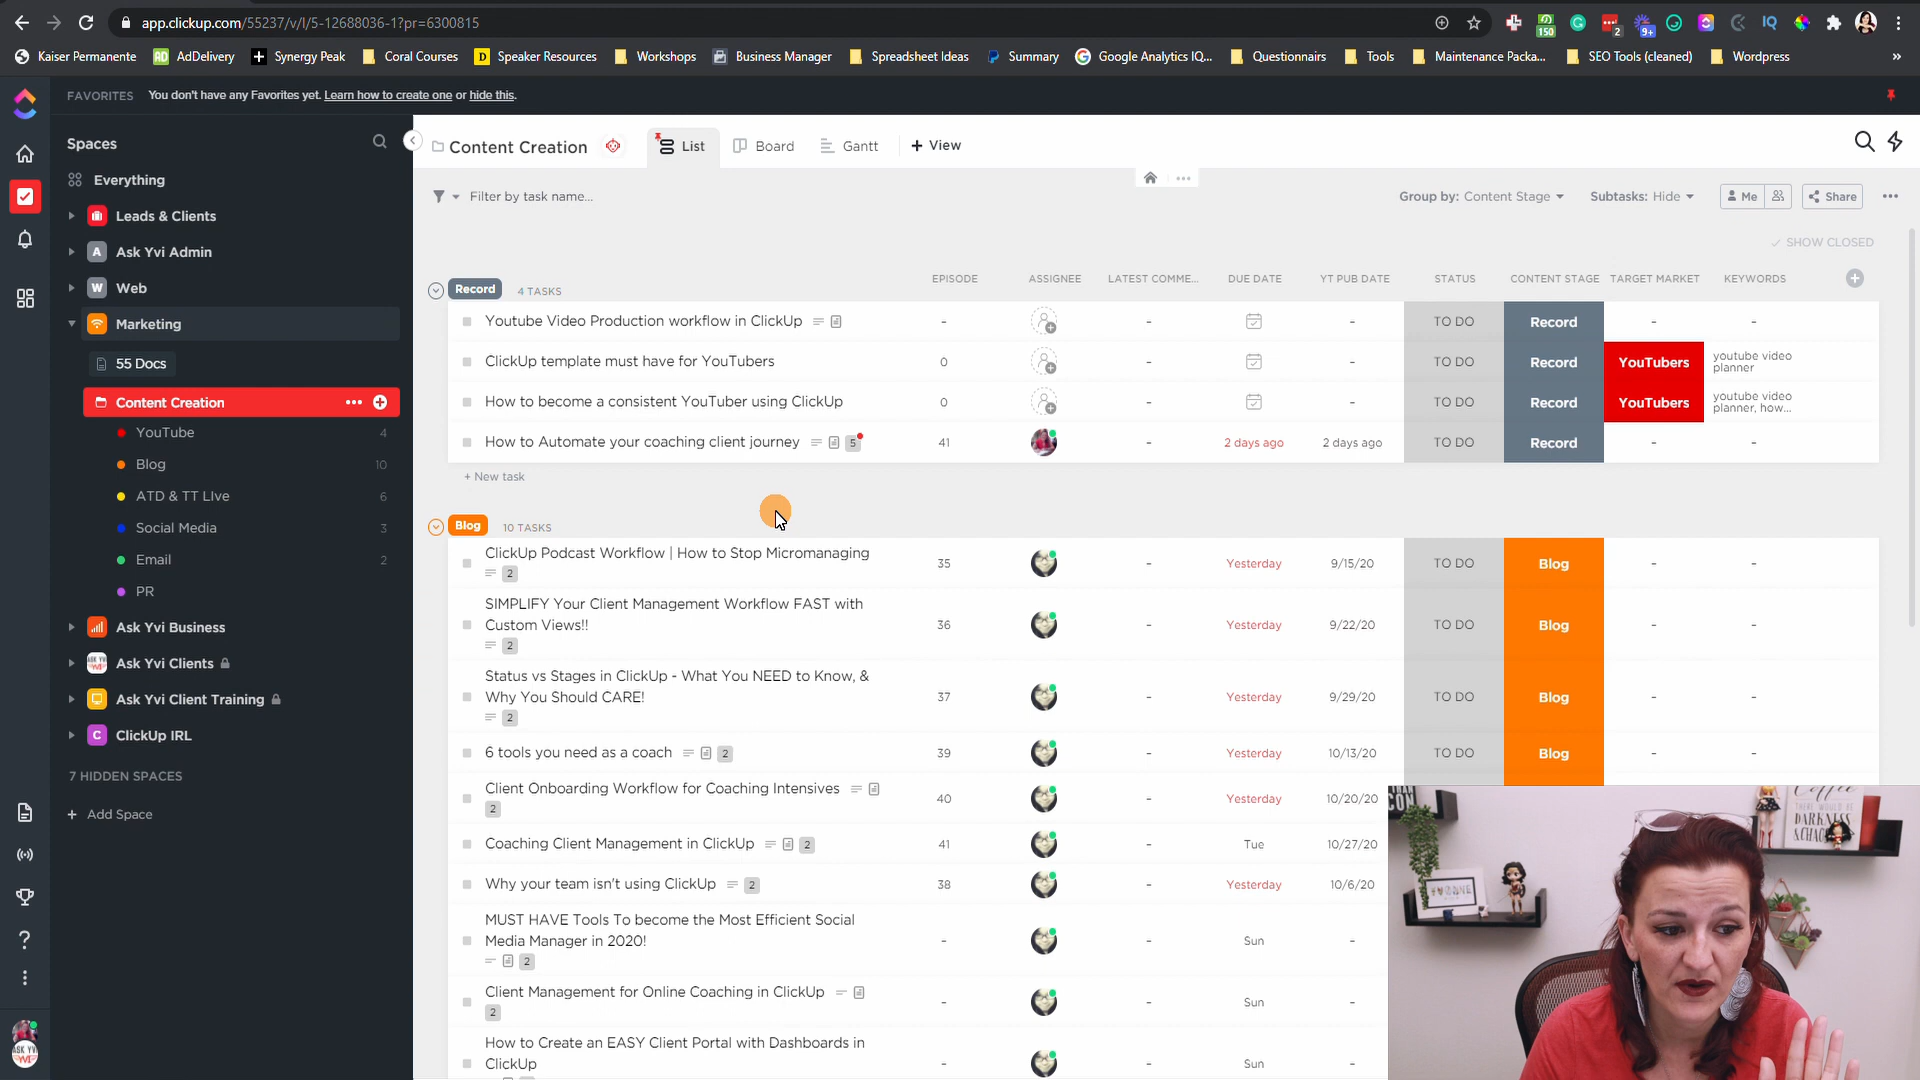 app.clickup.com/55237/v/l/5-12688036-1?pr=6300815
150
2
9+
IQ
Kaiser Permanente
AD AdDelivery
Synergy Peak
Coral Courses
D Speaker Resources
Workshops
Business Manager
Spreadsheet Ideas
Summary
Google Analytics IQ...
Questionnairs
Tools
Maintenance Packa...
SEO Tools (cleaned)
Wordpress
»
FAVORITES You don't have any Favorites yet. Learn how to create one or hide this.
Spaces
Everything
Leads & Clients
A Ask Yvi Admin
W Web
Marketing
55 Docs
Content Creation
YouTube 4
Blog 10
ATD & TT LIve 6
Social Media 3
Email 2
PR
Ask Yvi Business
Ask Yvi Clients
Ask Yvi Client Training
C ClickUp IRL
7 HIDDEN SPACES
+ Add Space
ASK YVI
Content Creation
List
Board
Gantt
+ View
Filter by task name...
Group by: Content Stage
Subtasks: Hide
Me
Share
SHOW CLOSED
Record 4 TASKS EPISODE ASSIGNEE LATEST COMME... DUE DATE YT PUB DATE STATUS CONTENT STAGE TARGET MARKET KEYWORDS
Youtube Video Production workflow in ClickUp - - - TO DO Record - -
ClickUp template must have for YouTubers 0 - - TO DO Record YouTubers youtube video planner
How to become a consistent YouTuber using ClickUp 0 - - TO DO Record YouTubers youtube video planner, how...
How to Automate your coaching client journey 5 41 - 2 days ago 2 days ago TO DO Record - -
+ New task
Blog 10 TASKS
ClickUp Podcast Workflow | How to Stop Micromanaging 35 - Yesterday 9/15/20 TO DO Blog - -
2
SIMPLIFY Your Client Management Workflow FAST with
Custom Views!! 36 - Yesterday 9/22/20 TO DO Blog - -
2
Status vs Stages in ClickUp - What You NEED to Know, &
Why You Should CARE! 37 - Yesterday 9/29/20 TO DO Blog - -
2
6 tools you need as a coach 2 39 - Yesterday 10/13/20 TO DO Blog - -
Client Onboarding Workflow for Coaching Intensives 40 - Yesterday 10/20/20
2
Coaching Client Management in ClickUp 2 41 - Tue 10/27/20
Why your team isn't using ClickUp 2 38 - Yesterday 10/6/20
MUST HAVE Tools To become the Most Efficient Social
Media Manager in 2020! - - Sun -
2
Client Management for Online Coaching in ClickUp - - Sun -
2
How to Create an EASY Client Portal with Dashboards in
ClickUp - - Sun -
Coffee
THERE WOULD BE
DARKNESS
& CHAOS